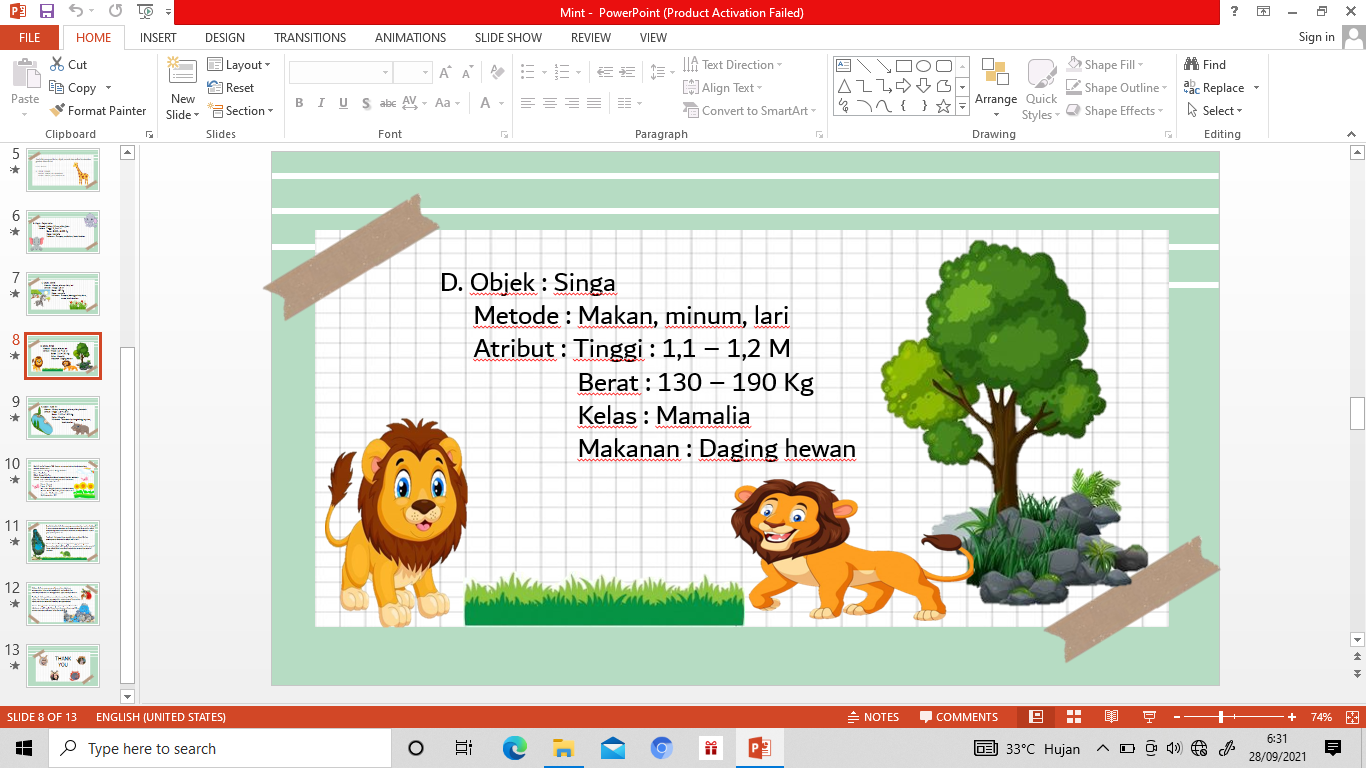 Mint - PowerPoint (Product Activation Failed)
FILE HOME INSERT DESIGN TRANSITIONS ANIMATIONS SLIDE SHOW REVIEW VIEW Sign in
Paste
Cut
Copy
Format Painter
Clipboard
New Slide
Layout
Reset
Section
Slides
B I U S abc AV Aa A
Font
Text Direction
Align Text
Convert to SmartArt
Paragraph
Arrange
Quick Styles
Shape Fill
Shape Outline
Shape Effects
Drawing
Find
Replace
Select
Editing
5
6
7
8
9
10
11
12
13
THANK YOU
D. Objek : Singa
Metode : Makan, minum, lari
Atribut : Tinggi : 1,1 – 1,2 M
Berat : 130 – 190 Kg
Kelas : Mamalia
Makanan : Daging hewan
SLIDE 8 OF 13 ENGLISH (UNITED STATES) NOTES COMMENTS 74%
Type here to search
33°C Hujan
6:31
28/09/2021